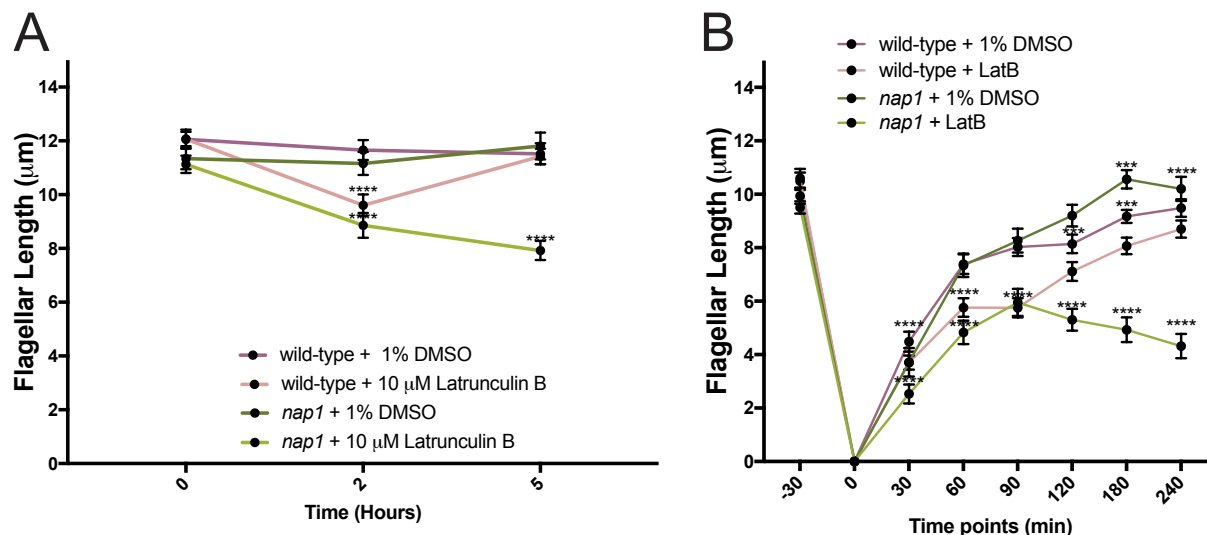 A
Flagellar Length (μm)
14
12
10
8
6
4
2
0
****
****
****
wild-type + 1% DMSO
wild-type + 10 μM Latrunculin B
nap1 + 1% DMSO
nap1 + 10 μM Latrunculin B
0
2
5
Time (Hours)
B
wild-type + 1% DMSO
wild-type + LatB
nap1 + 1% DMSO
nap1 + LatB
Flagellar Length (μm)
14
12
10
8
6
4
2
0
*** ****
***
***
**** **** ****
**** **** **** **** ****
-30
0
30
60
90
120
180
240
Time points (min)